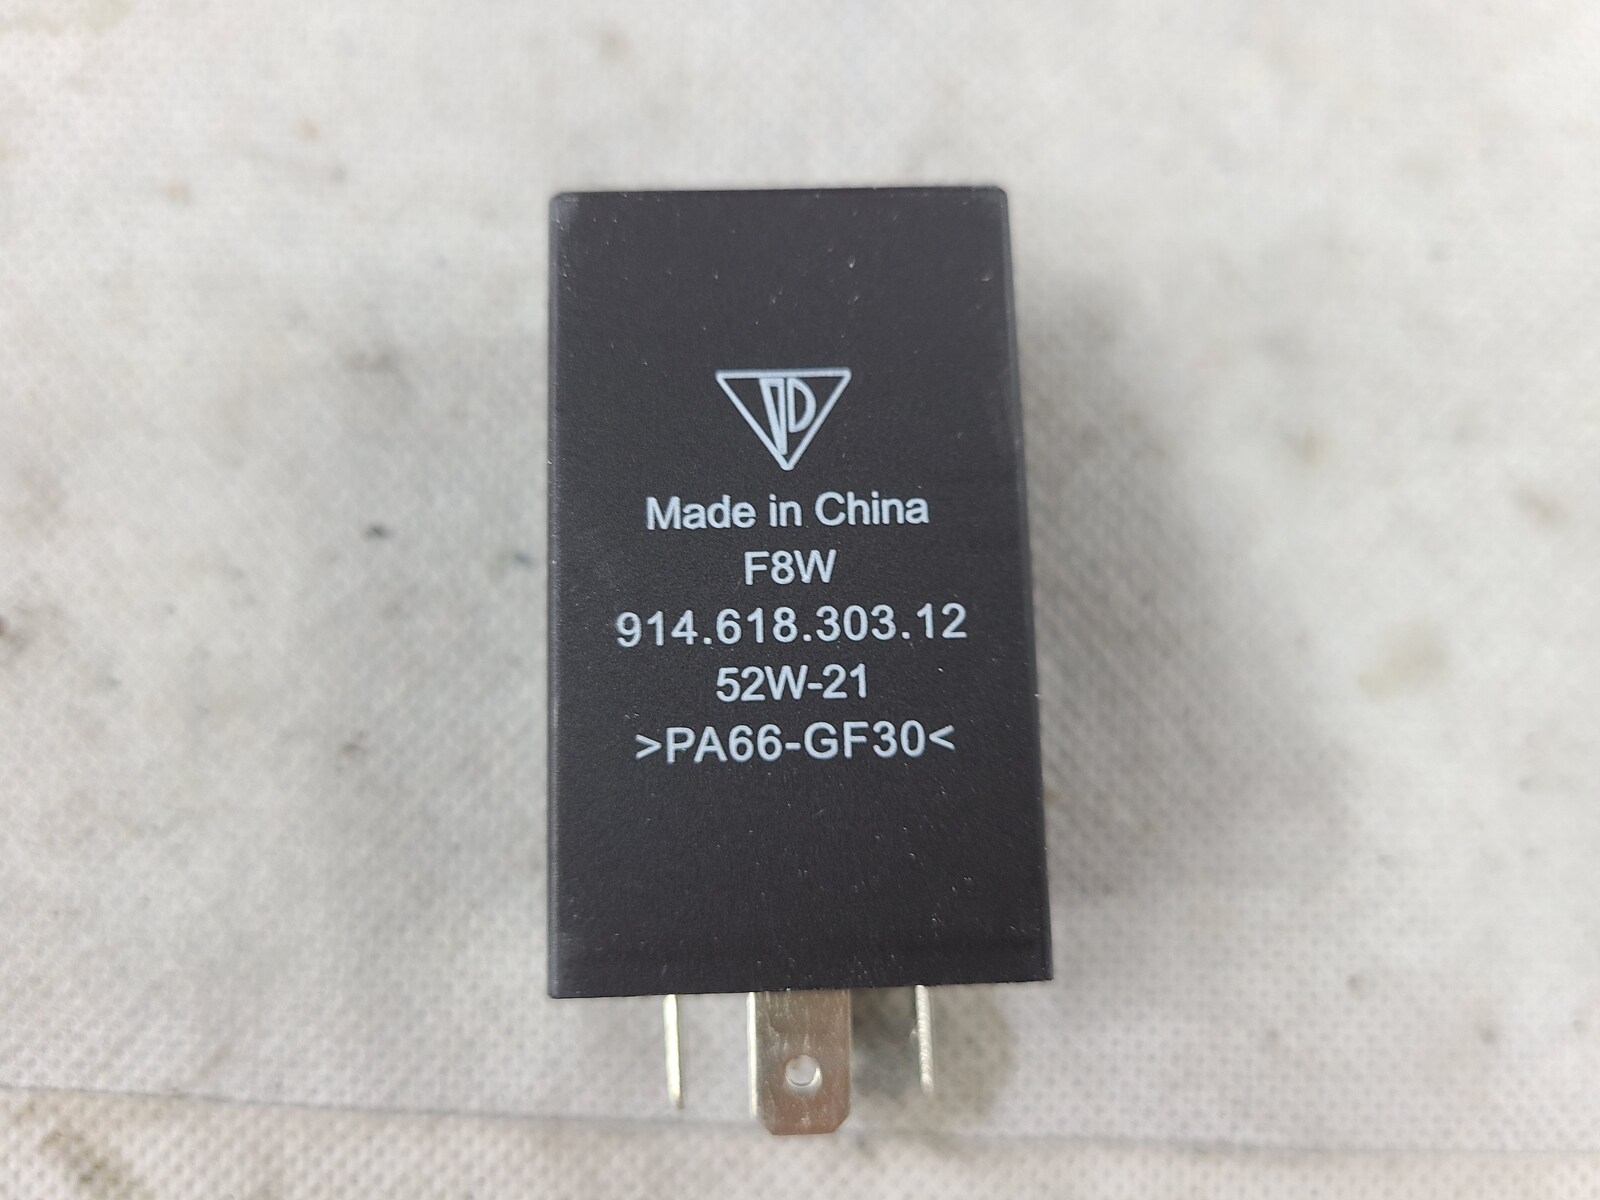 Made in China
F8W
914.618.303.12
52W-21
>PA66-GF30<